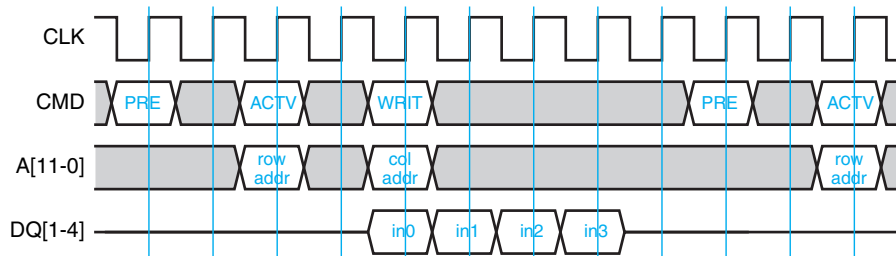 CLK
CMD PRE ACTV WRIT PRE ACTV
A[11-0] row addr col addr row addr
DQ[1-4] in0 in1 in2 in3